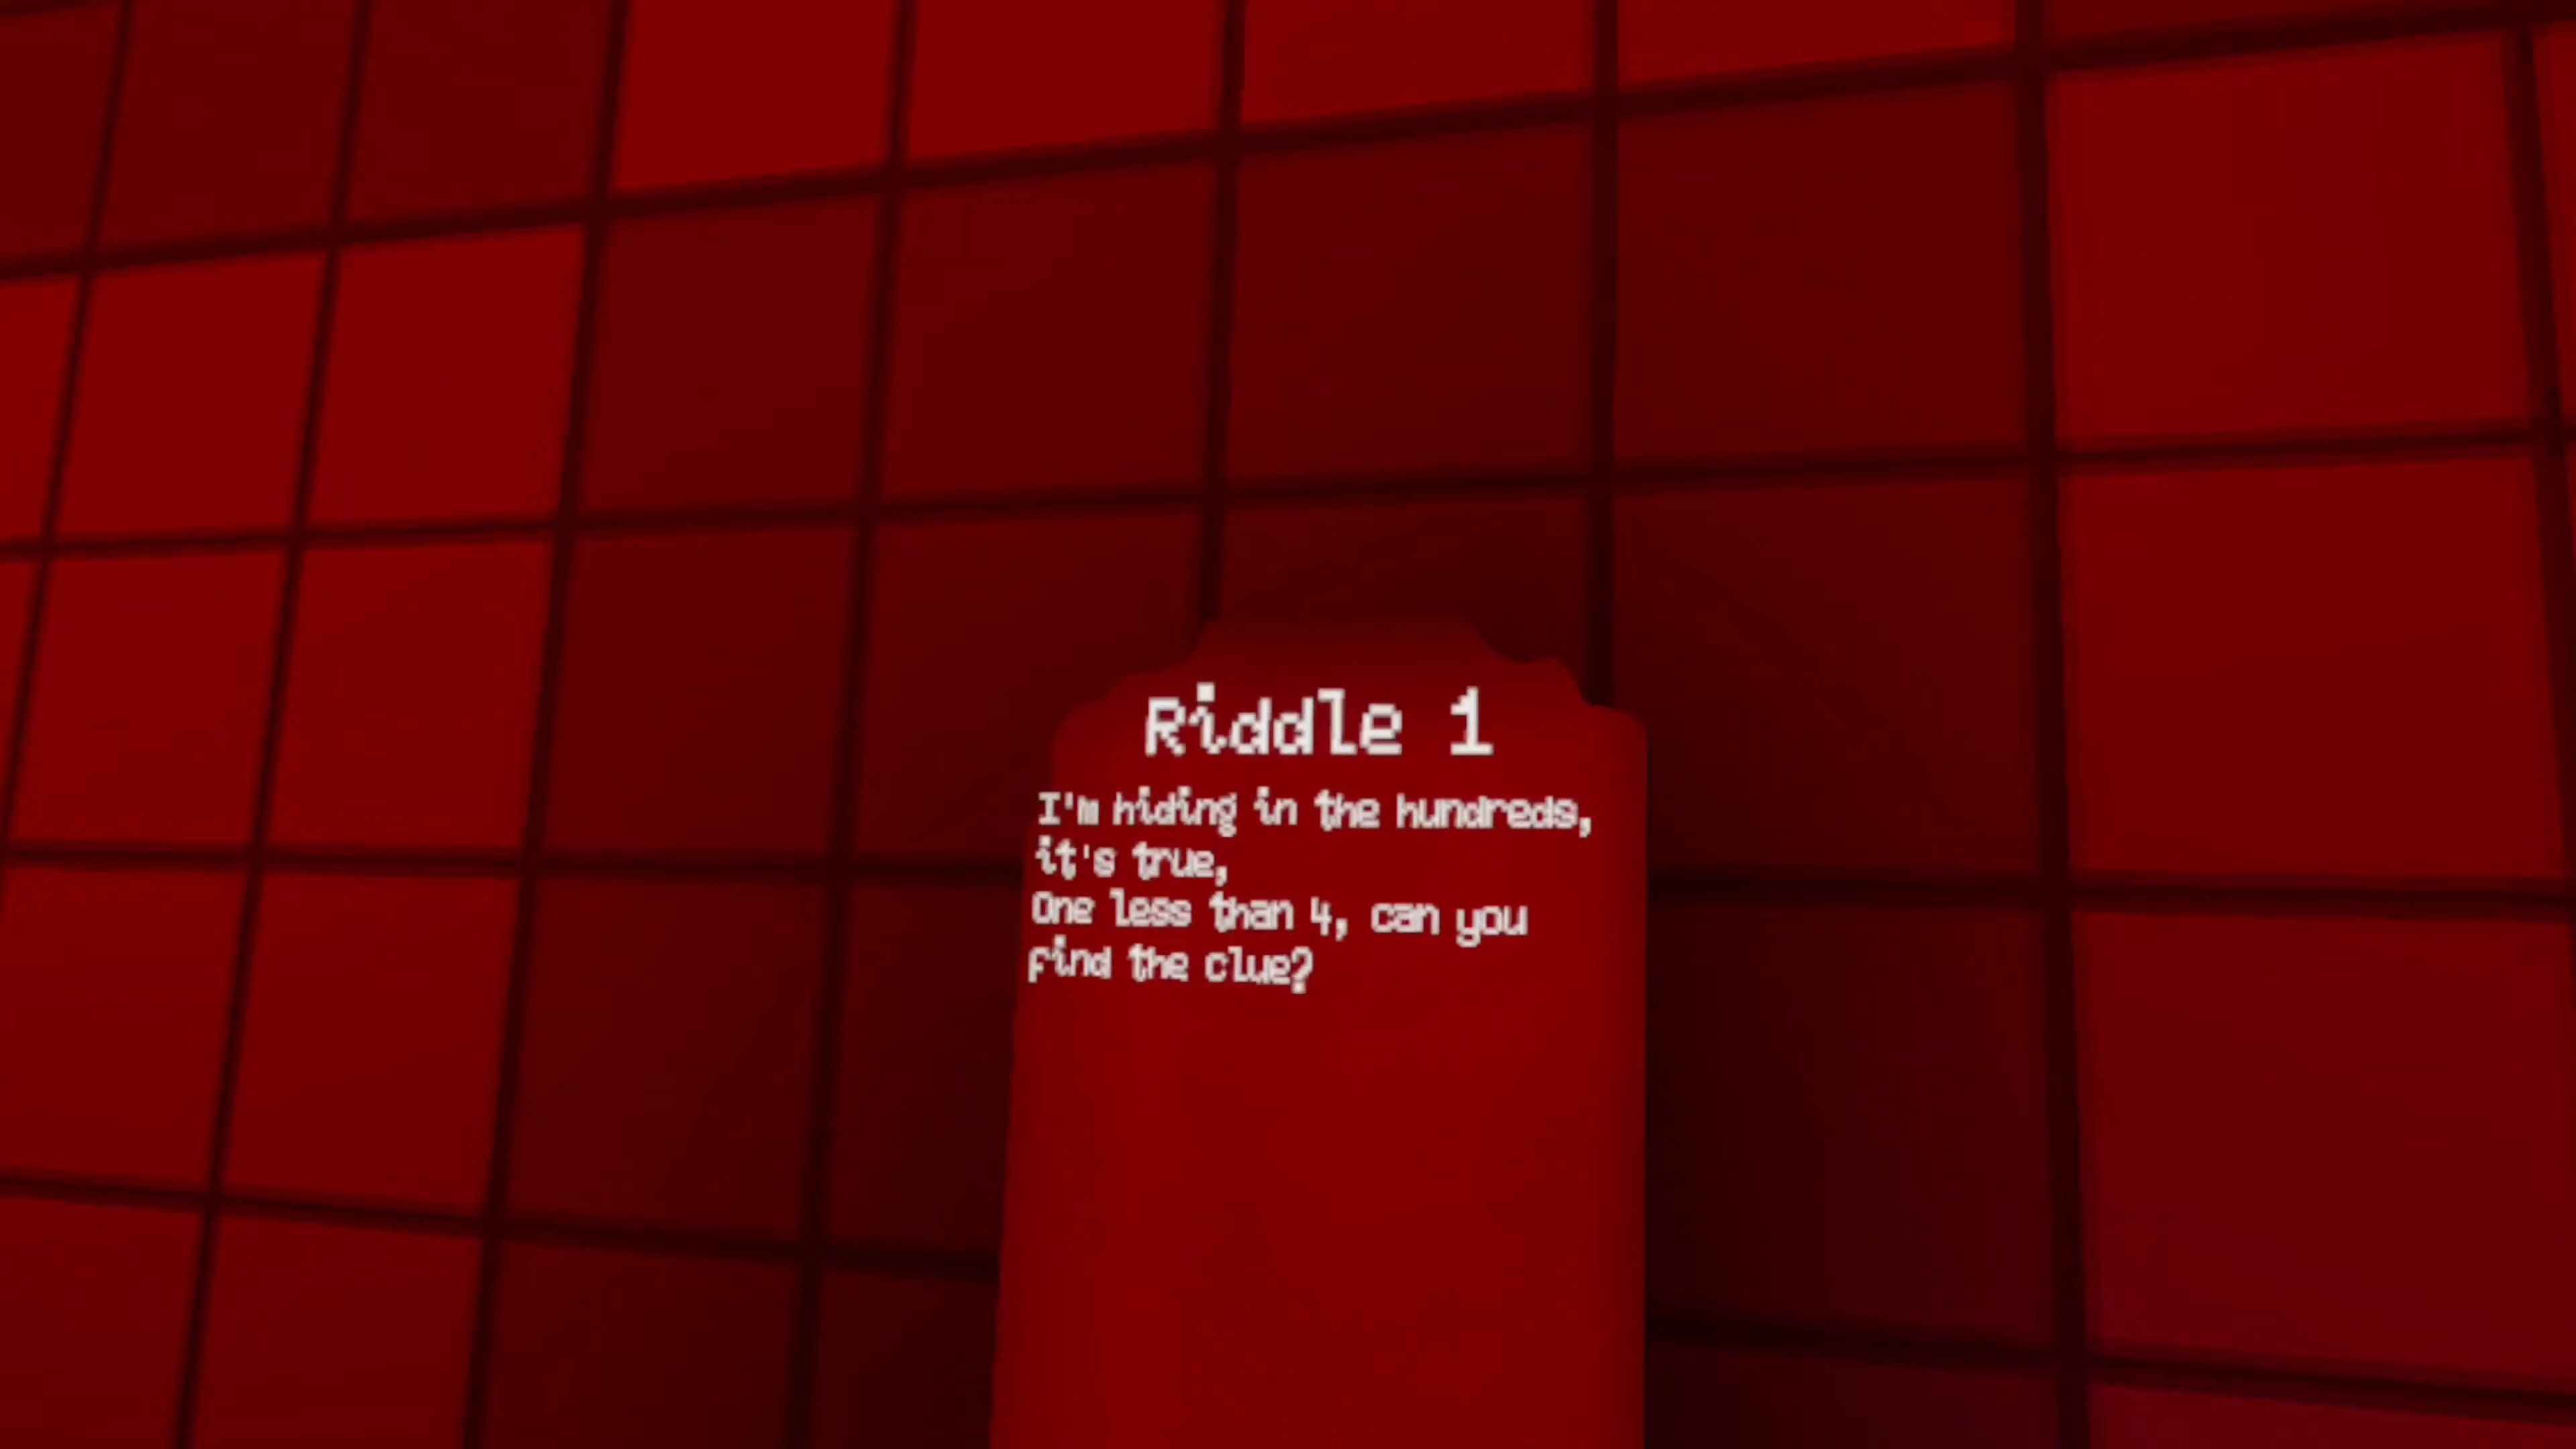 Riddle 1
I'm hiding in the hundreds,
it's true,
One less than 4, can you
find the clue?